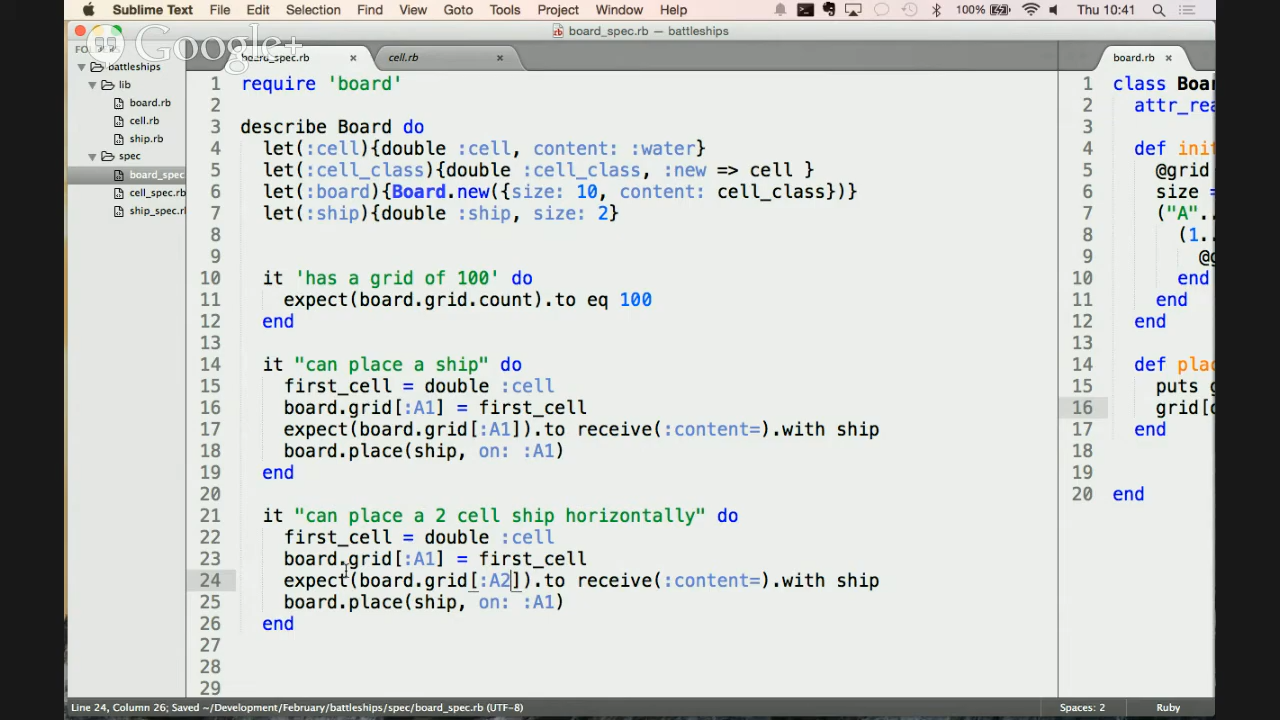 Sublime Text File Edit Selection Find View Goto Tools Project Window Help 100% Thu 10:41
board_spec.rb — battleships
Google+
board_spec.rb × cell.rb × board.rb ×
battleships
lib
board.rb
cell.rb
ship.rb
spec
board_spec
cell_spec.rb
ship_spec.rl
1 require 'board'
2
3 describe Board do
4 let(:cell){double :cell, content: :water}
5 let(:cell_class){double :cell_class, :new => cell }
6 let(:board){Board.new({size: 10, content: cell_class})}
7 let(:ship){double :ship, size: 2}
8
9
10 it 'has a grid of 100' do
11 expect(board.grid.count).to eq 100
12 end
13
14 it "can place a ship" do
15 first_cell = double :cell
16 board.grid[:A1] = first_cell
17 expect(board.grid[:A1]).to receive(:content=).with ship
18 board.place(ship, on: :A1)
19 end
20
21 it "can place a 2 cell ship horizontally" do
22 first_cell = double :cell
23 board.grid[:A1] = first_cell
24 expect(board.grid[:A2]).to receive(:content=).with ship
25 board.place(ship, on: :A1)
26 end
27
28
29
1 class Boar
2 attr_rea
3
4 def init
5 @grid
6 size =
7 ("A"..
8 (1..
9 @g
10 end
11 end
12 end
13
14 def plac
15 puts g
16 grid[c
17 end
18
19
20 end
Line 24, Column 26; Saved ~/Development/February/battleships/spec/board_spec.rb (UTF-8) Spaces: 2 Ruby